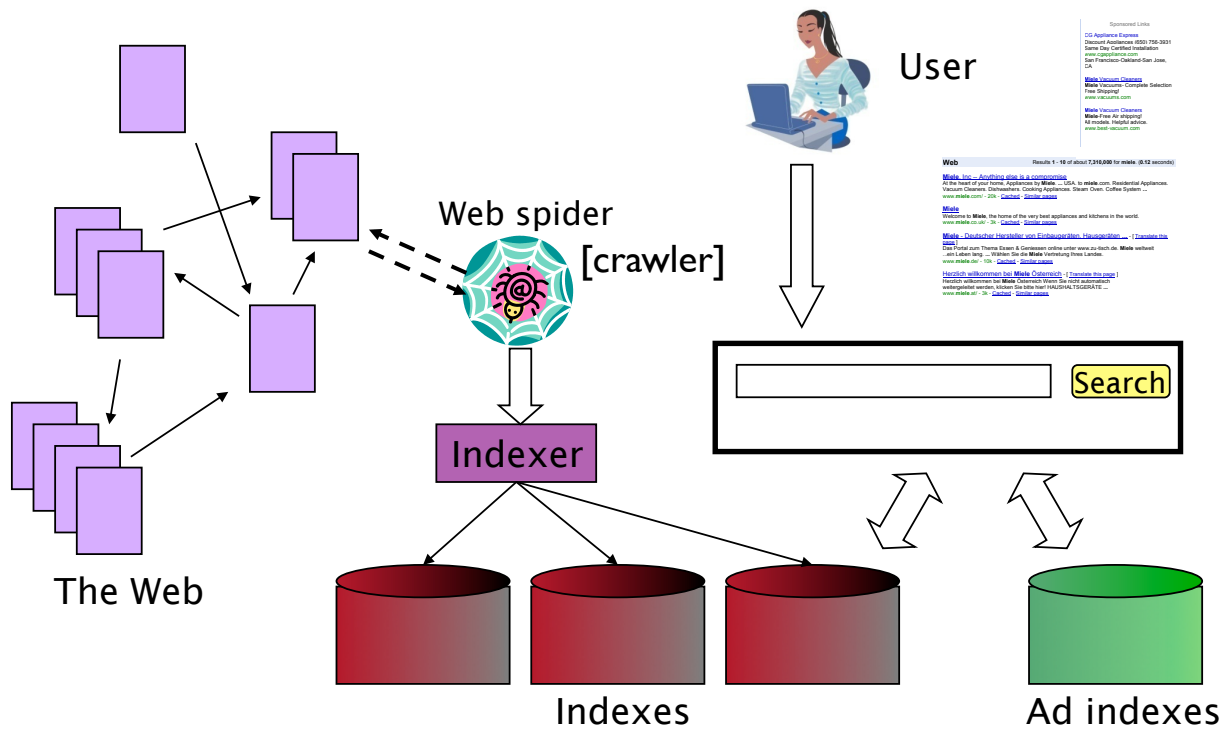 Sponsored Links
CG Appliance Express
Discount Appliances (650) 756-3931
Same Day Certified Installation
www.cgappliance.com
San Francisco-Oakland-San Jose,
CA
Miele Vacuum Cleaners
Miele Vacuums- Complete Selection
Free Shipping!
www.vacuums.com
Miele Vacuum Cleaners
Miele-Free Air shipping!
All models. Helpful advice.
www.best-vacuum.com
User
Web Results 1 - 10 of about 7,310,000 for miele. (0.12 seconds)
Miele, Inc -- Anything else is a compromise
At the heart of your home, Appliances by Miele. ... USA. to miele.com. Residential Appliances.
Vacuum Cleaners. Dishwashers. Cooking Appliances. Steam Oven. Coffee System ...
www.miele.com/ - 20k - Cached - Similar pages
Miele
Welcome to Miele, the home of the very best appliances and kitchens in the world.
www.miele.co.uk/ - 3k - Cached - Similar pages
Miele - Deutscher Hersteller von Einbaugeräten, Hausgeräten ... - [ Translate this
page ]
Das Portal zum Thema Essen & Geniessen online unter www.zu-tisch.de. Miele weltweit
...ein Leben lang. ... Wählen Sie die Miele Vertretung Ihres Landes.
www.miele.de/ - 10k - Cached - Similar pages
Herzlich willkommen bei Miele Österreich - [ Translate this page ]
Herzlich willkommen bei Miele Österreich Wenn Sie nicht automatisch
weitergeleitet werden, klicken Sie bitte hier! HAUSHALTSGERÄTE ...
www.miele.at/ - 3k - Cached - Similar pages
Web spider
[crawler]
@
Search
Indexer
The Web
Indexes
Ad indexes